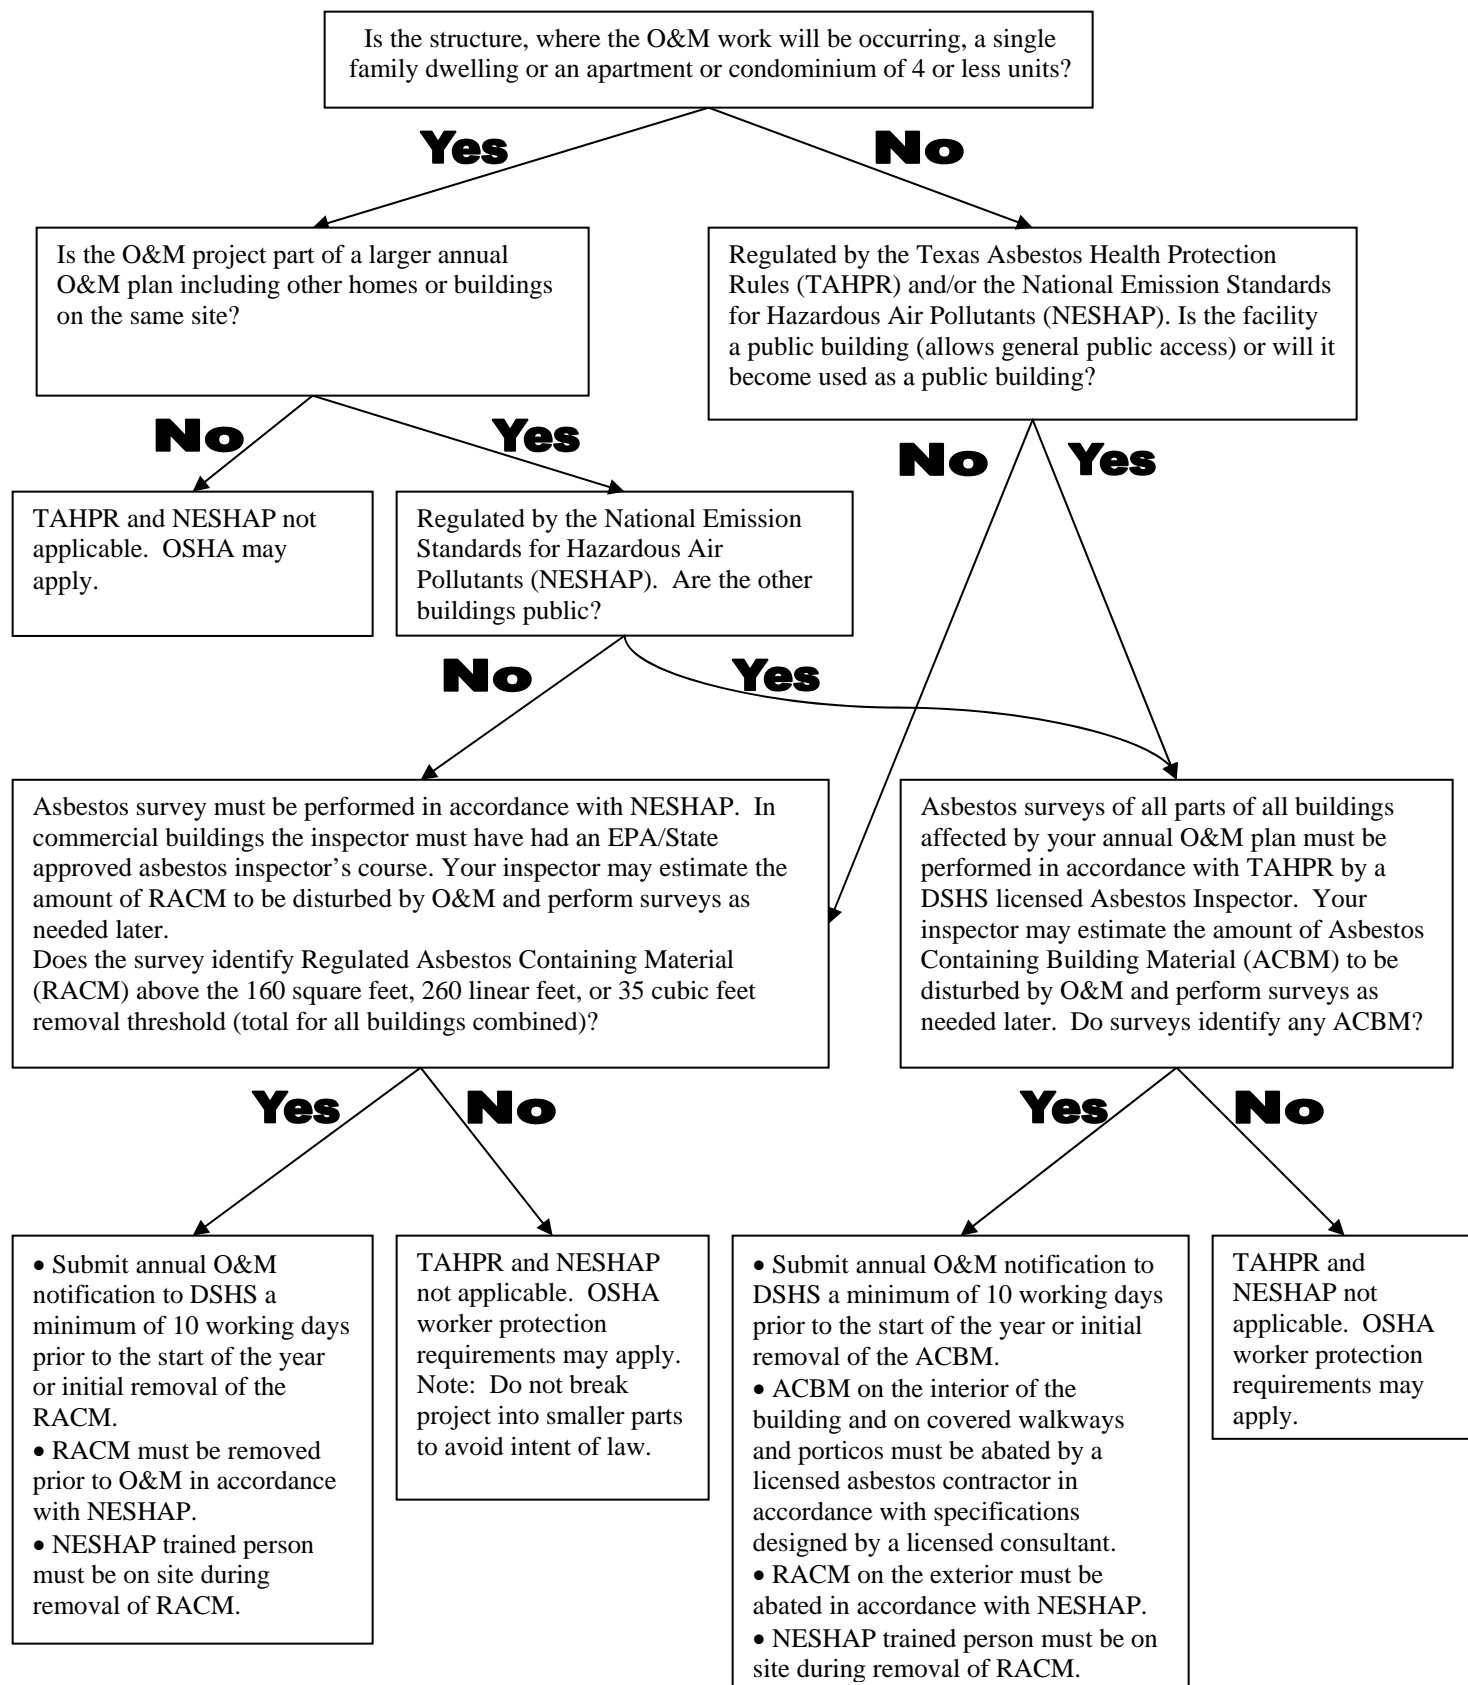 Is the structure, where the O&M work will be occurring, a single
family dwelling or an apartment or condominium of 4 or less units?
Yes
No
Is the O&M project part of a larger annual
O&M plan including other homes or buildings
on the same site?
Regulated by the Texas Asbestos Health Protection
Rules (TAHPR) and/or the National Emission Standards
for Hazardous Air Pollutants (NESHAP). Is the facility
a public building (allows general public access) or will it
become used as a public building?
No
Yes
No
Yes
TAHPR and NESHAP not
applicable.  OSHA may
apply.
Regulated by the National Emission
Standards for Hazardous Air
Pollutants (NESHAP).  Are the other
buildings public?
No
Yes
Asbestos survey must be performed in accordance with NESHAP.  In
commercial buildings the inspector must have had an EPA/State
approved asbestos inspector’s course. Your inspector may estimate the
amount of RACM to be disturbed by O&M and perform surveys as
needed later.
Does the survey identify Regulated Asbestos Containing Material
(RACM) above the 160 square feet, 260 linear feet, or 35 cubic feet
removal threshold (total for all buildings combined)?
Asbestos surveys of all parts of all buildings
affected by your annual O&M plan must be
performed in accordance with TAHPR by a
DSHS licensed Asbestos Inspector.  Your
inspector may estimate the amount of Asbestos
Containing Building Material (ACBM) to be
disturbed by O&M and perform surveys as
needed later.  Do surveys identify any ACBM?
Yes
No
Yes
No
• Submit annual O&M
notification to DSHS a
minimum of 10 working days
prior to the start of the year
or initial removal of the
RACM.
• RACM must be removed
prior to O&M in accordance
with NESHAP.
• NESHAP trained person
must be on site during
removal of RACM.
TAHPR and NESHAP
not applicable.  OSHA
worker protection
requirements may apply.
Note:  Do not break
project into smaller parts
to avoid intent of law.
• Submit annual O&M notification to
DSHS a minimum of 10 working days
prior to the start of the year or initial
removal of the ACBM.
• ACBM on the interior of the
building and on covered walkways
and porticos must be abated by a
licensed asbestos contractor in
accordance with specifications
designed by a licensed consultant.
• RACM on the exterior must be
abated in accordance with NESHAP.
• NESHAP trained person must be on
site during removal of RACM.
TAHPR and
NESHAP not
applicable.  OSHA
worker protection
requirements may
apply.